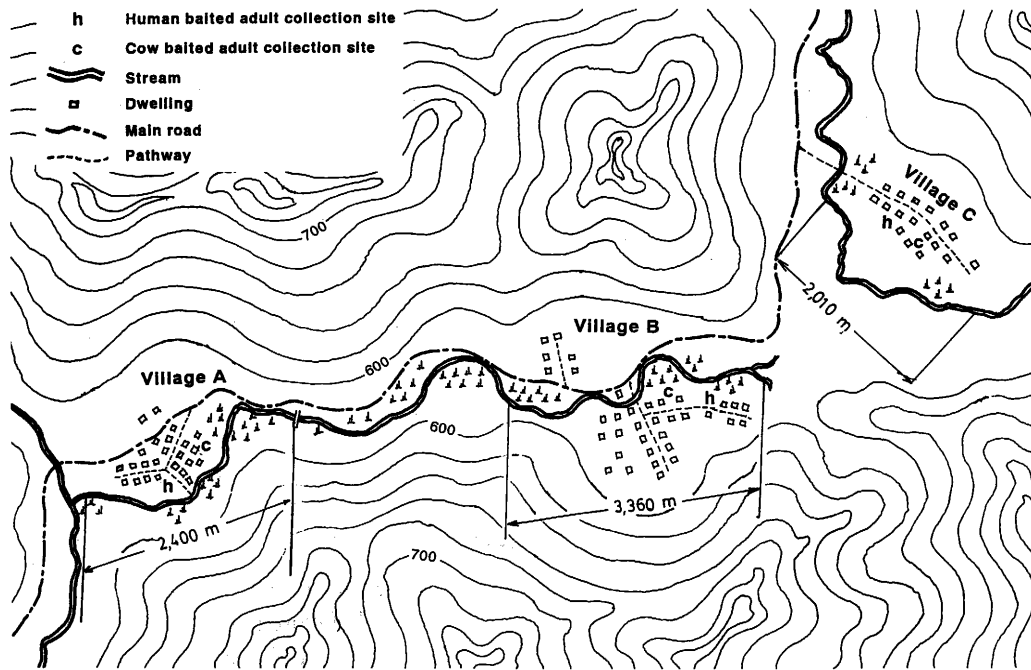 h Human baited adult collection site
c Cow baited adult collection site
Stream
Dwelling
Main road
Pathway
700
Village C
h
c
2,010 m
Village B
600
Village A
c
h
600
c
h
3,360 m
2,400 m
700